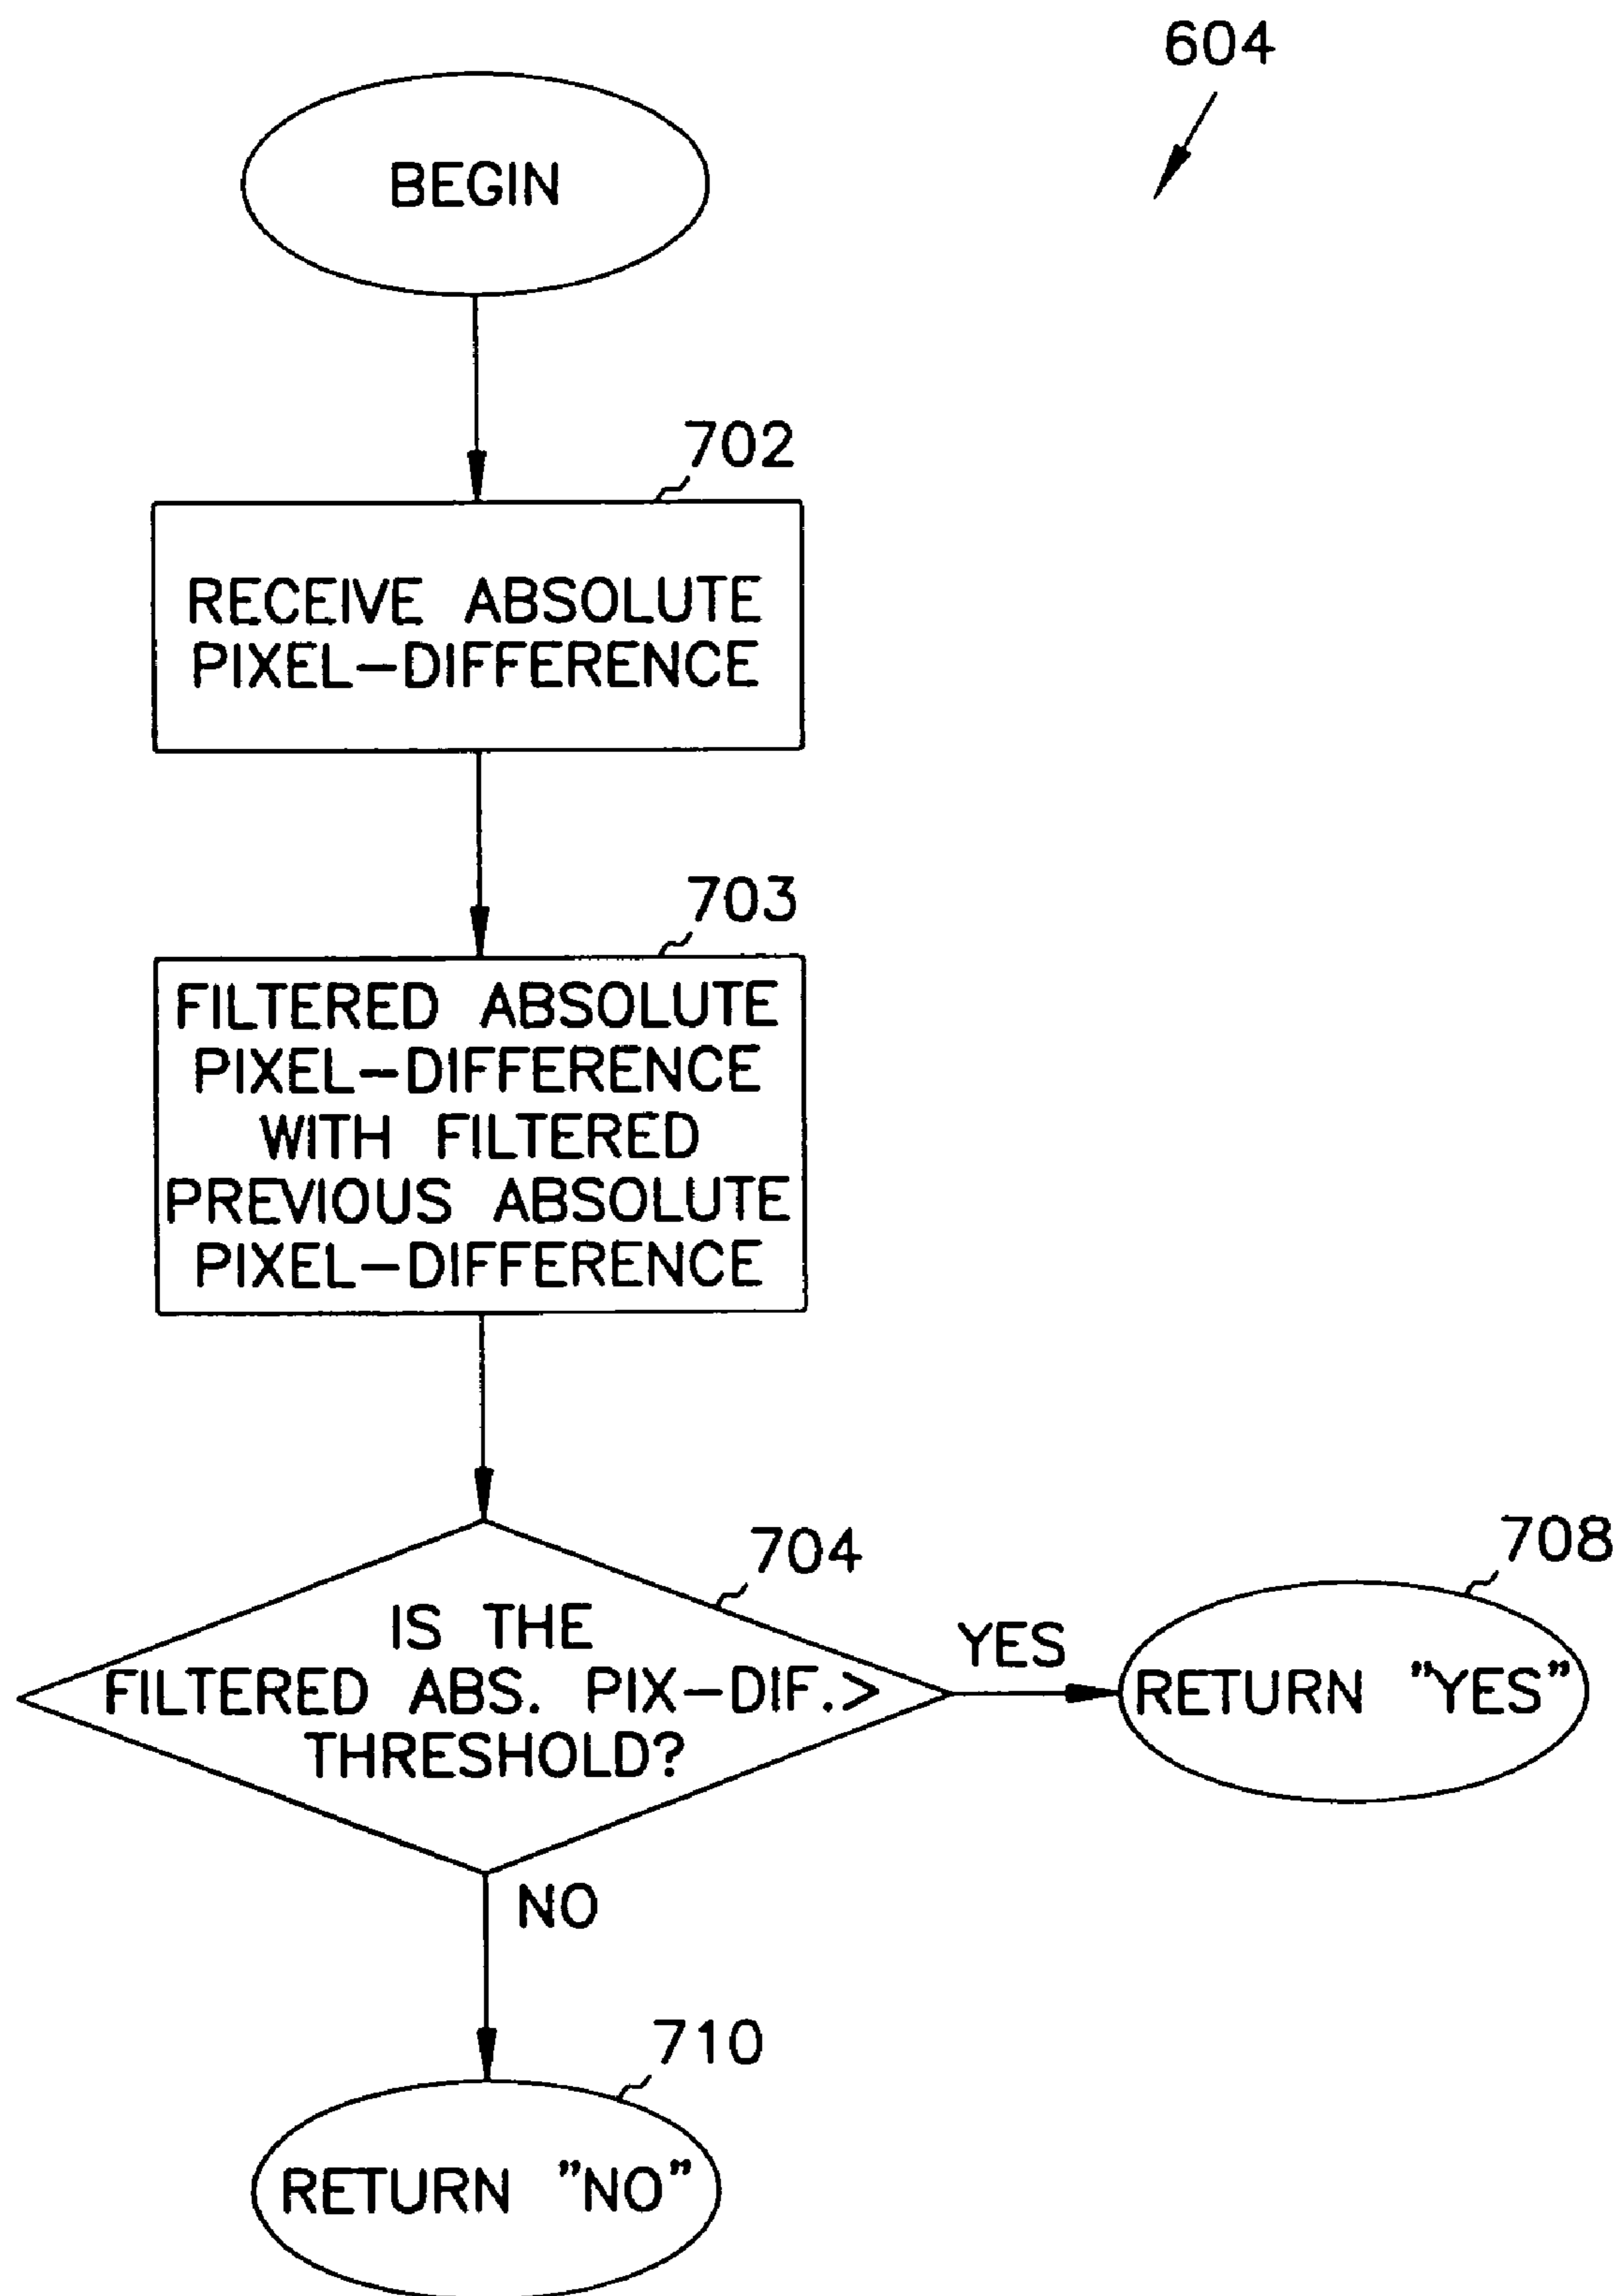 604
BEGIN
702
RECEIVE ABSOLUTE
PIXEL-DIFFERENCE
703
FILTERED ABSOLUTE
PIXEL-DIFFERENCE
WITH FILTERED
PREVIOUS ABSOLUTE
PIXEL-DIFFERENCE
704
IS THE
FILTERED ABS. PIX-DIF.>
THRESHOLD?
YES
708
RETURN "YES"
NO
710
RETURN "NO"